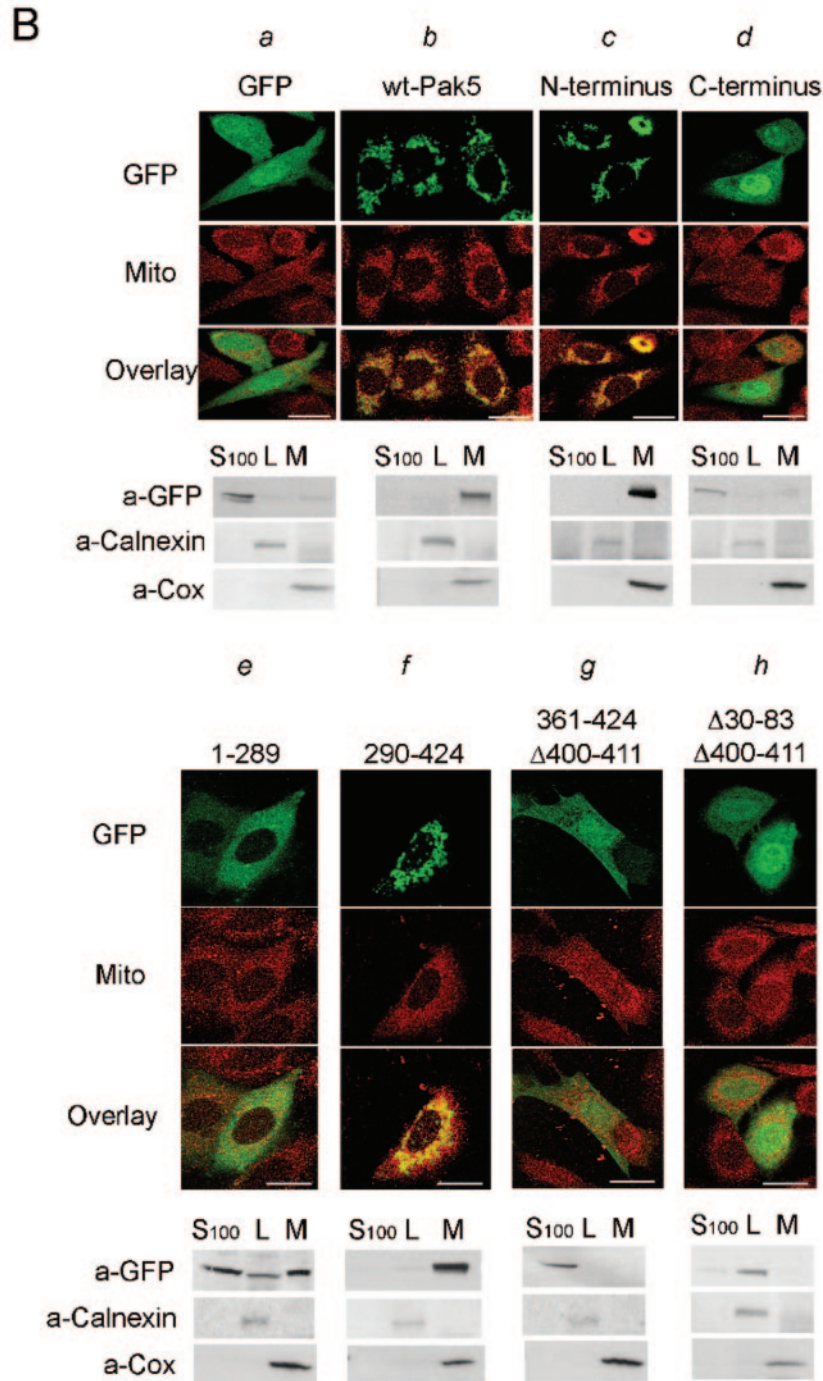 B
a b c d
GFP wt-Pak5 N-terminus C-terminus
GFP
Mito
Overlay
S100 L M S100 L M S100 L M S100 L M
a-GFP
a-Calnexin
a-Cox
e f g h
361-424 Δ30-83
1-289 290-424 Δ400-411 Δ400-411
GFP
Mito
Overlay
S100 L M S100 L M S100 L M S100 L M
a-GFP
a-Calnexin
a-Cox